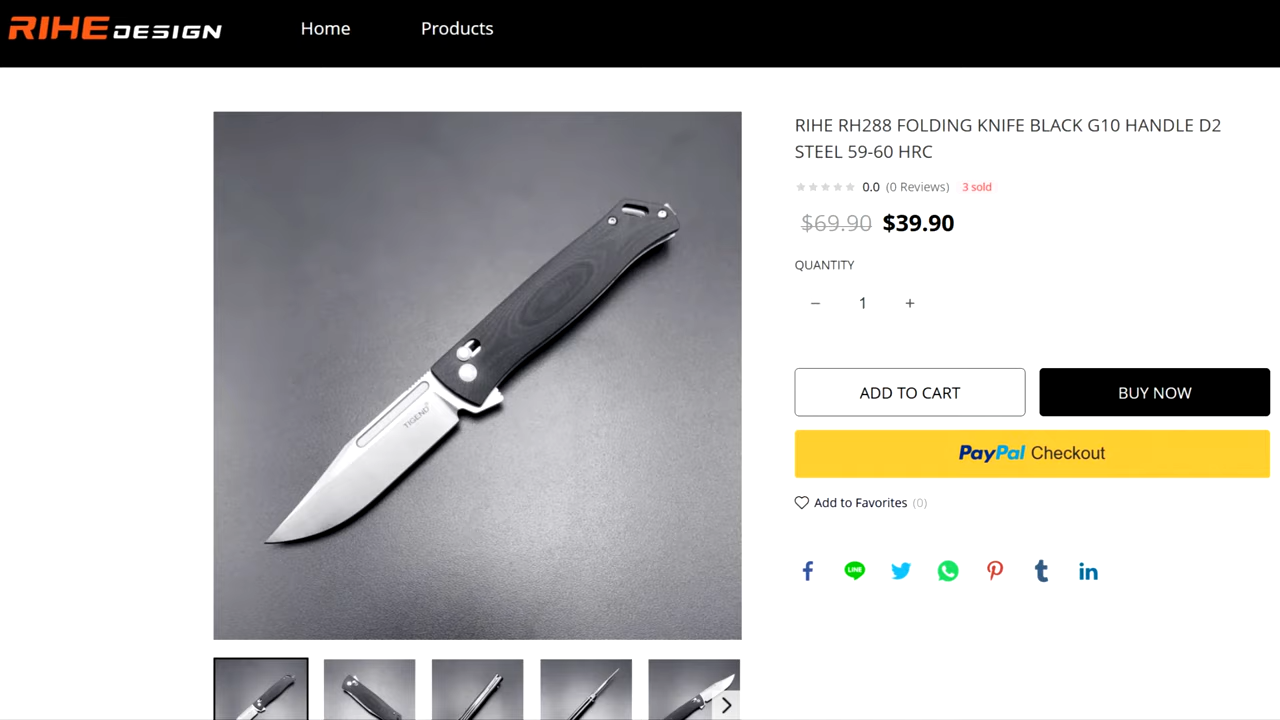 RIHE DESIGN
Home
Products
TIGEND
RIHE RH288 FOLDING KNIFE BLACK G10 HANDLE D2
STEEL 59-60 HRC
0.0 (0 Reviews) 3 sold
$69.90 $39.90
QUANTITY
− 1 +
ADD TO CART
BUY NOW
PayPal Checkout
Add to Favorites (0)
LINE